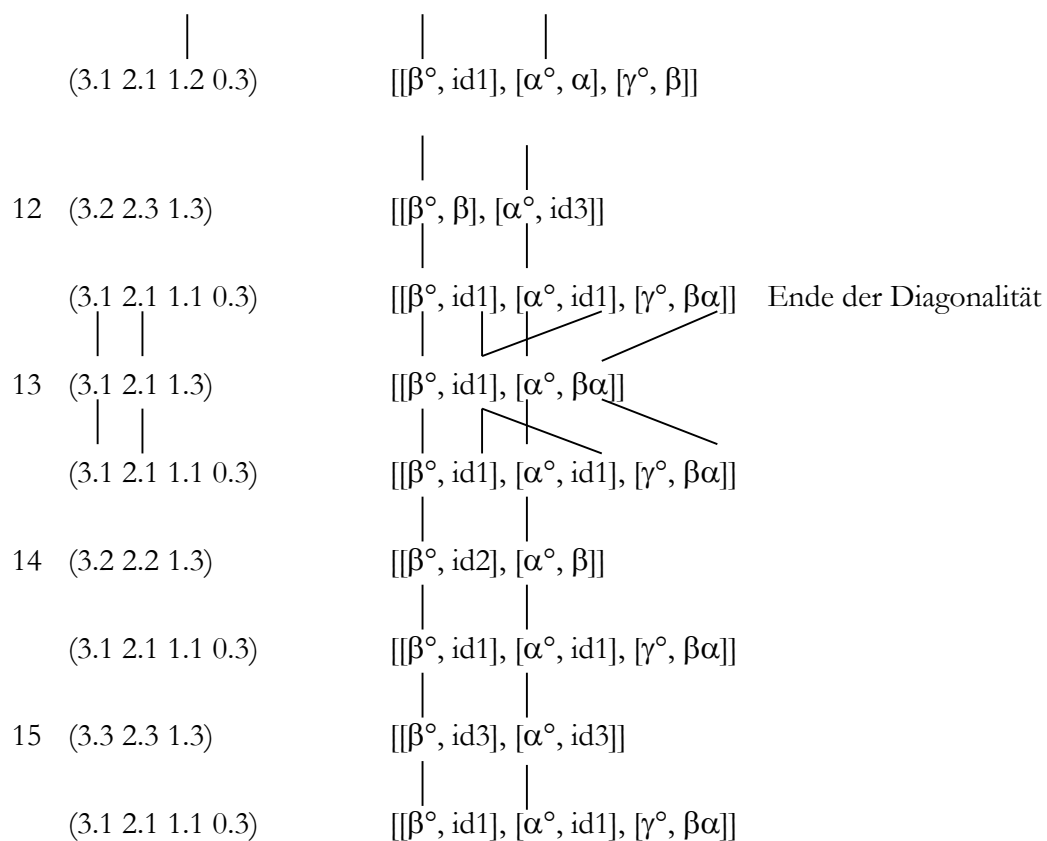 (3.1 2.1 1.2 0.3) [[β°, id1], [α°, α], [γ°, β]]
12 (3.2 2.3 1.3) [[β°, β], [α°, id3]]
(3.1 2.1 1.1 0.3) [[β°, id1], [α°, id1], [γ°, βα]] Ende der Diagonalität
13 (3.1 2.1 1.3) [[β°, id1], [α°, βα]]
(3.1 2.1 1.1 0.3) [[β°, id1], [α°, id1], [γ°, βα]]
14 (3.2 2.2 1.3) [[β°, id2], [α°, β]]
(3.1 2.1 1.1 0.3) [[β°, id1], [α°, id1], [γ°, βα]]
15 (3.3 2.3 1.3) [[β°, id3], [α°, id3]]
(3.1 2.1 1.1 0.3) [[β°, id1], [α°, id1], [γ°, βα]]